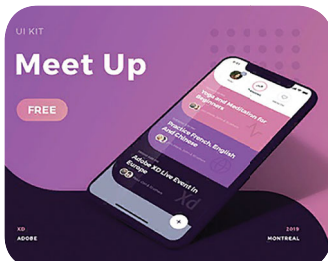 UI KIT
Meet Up
FREE
Yoga and Meditation for
Beginners
Practice French, English
And Chinese
Adobe XD Live Event in
Europe
XD
ADOBE
2019
MONTREAL